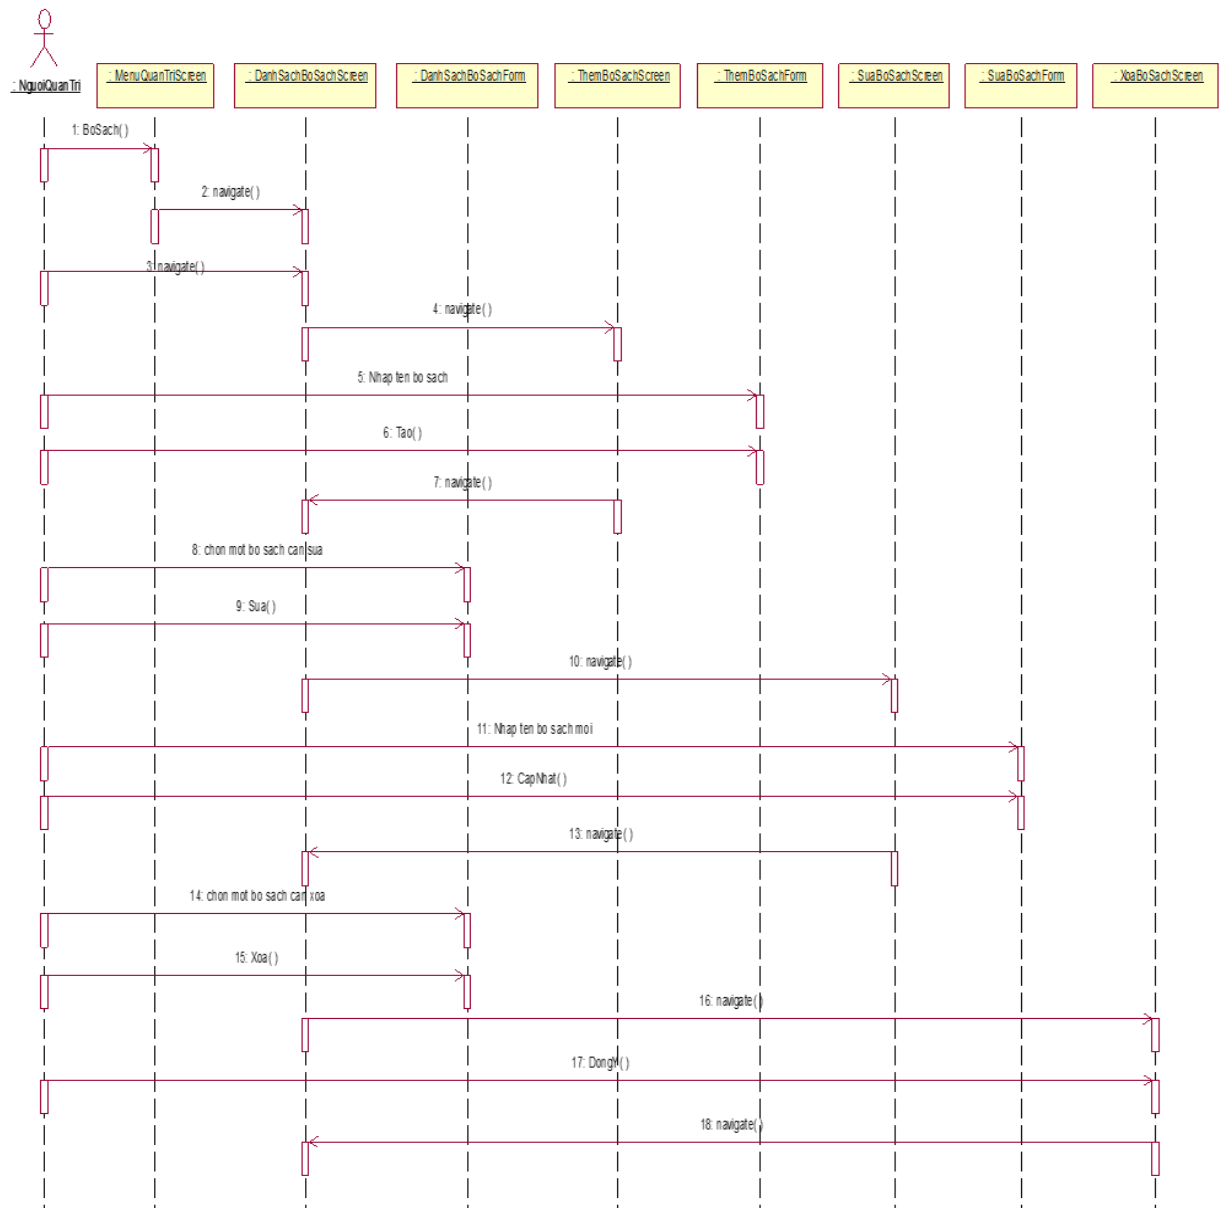 : NguoiQuanTri
: MenuQuanTriScreen
: DanhSachBoSachScreen
: DanhSachBoSachForm
: ThemBoSachScreen
: ThemBoSachForm
: SuaBoSachScreen
: SuaBoSachForm
: XoaBoSachScreen
1: BoSach( )
2: navigate( )
3: navigate( )
4: navigate( )
5: Nhap ten bo sach
6: Tao( )
7: navigate( )
8: chon mot bo sach can sua
9: Sua( )
10: navigate( )
11: Nhap ten bo sach moi
12: CapNhat( )
13: navigate( )
14: chon mot bo sach can xoa
15: Xoa( )
16: navigate( )
17: DongY( )
18: navigate( )